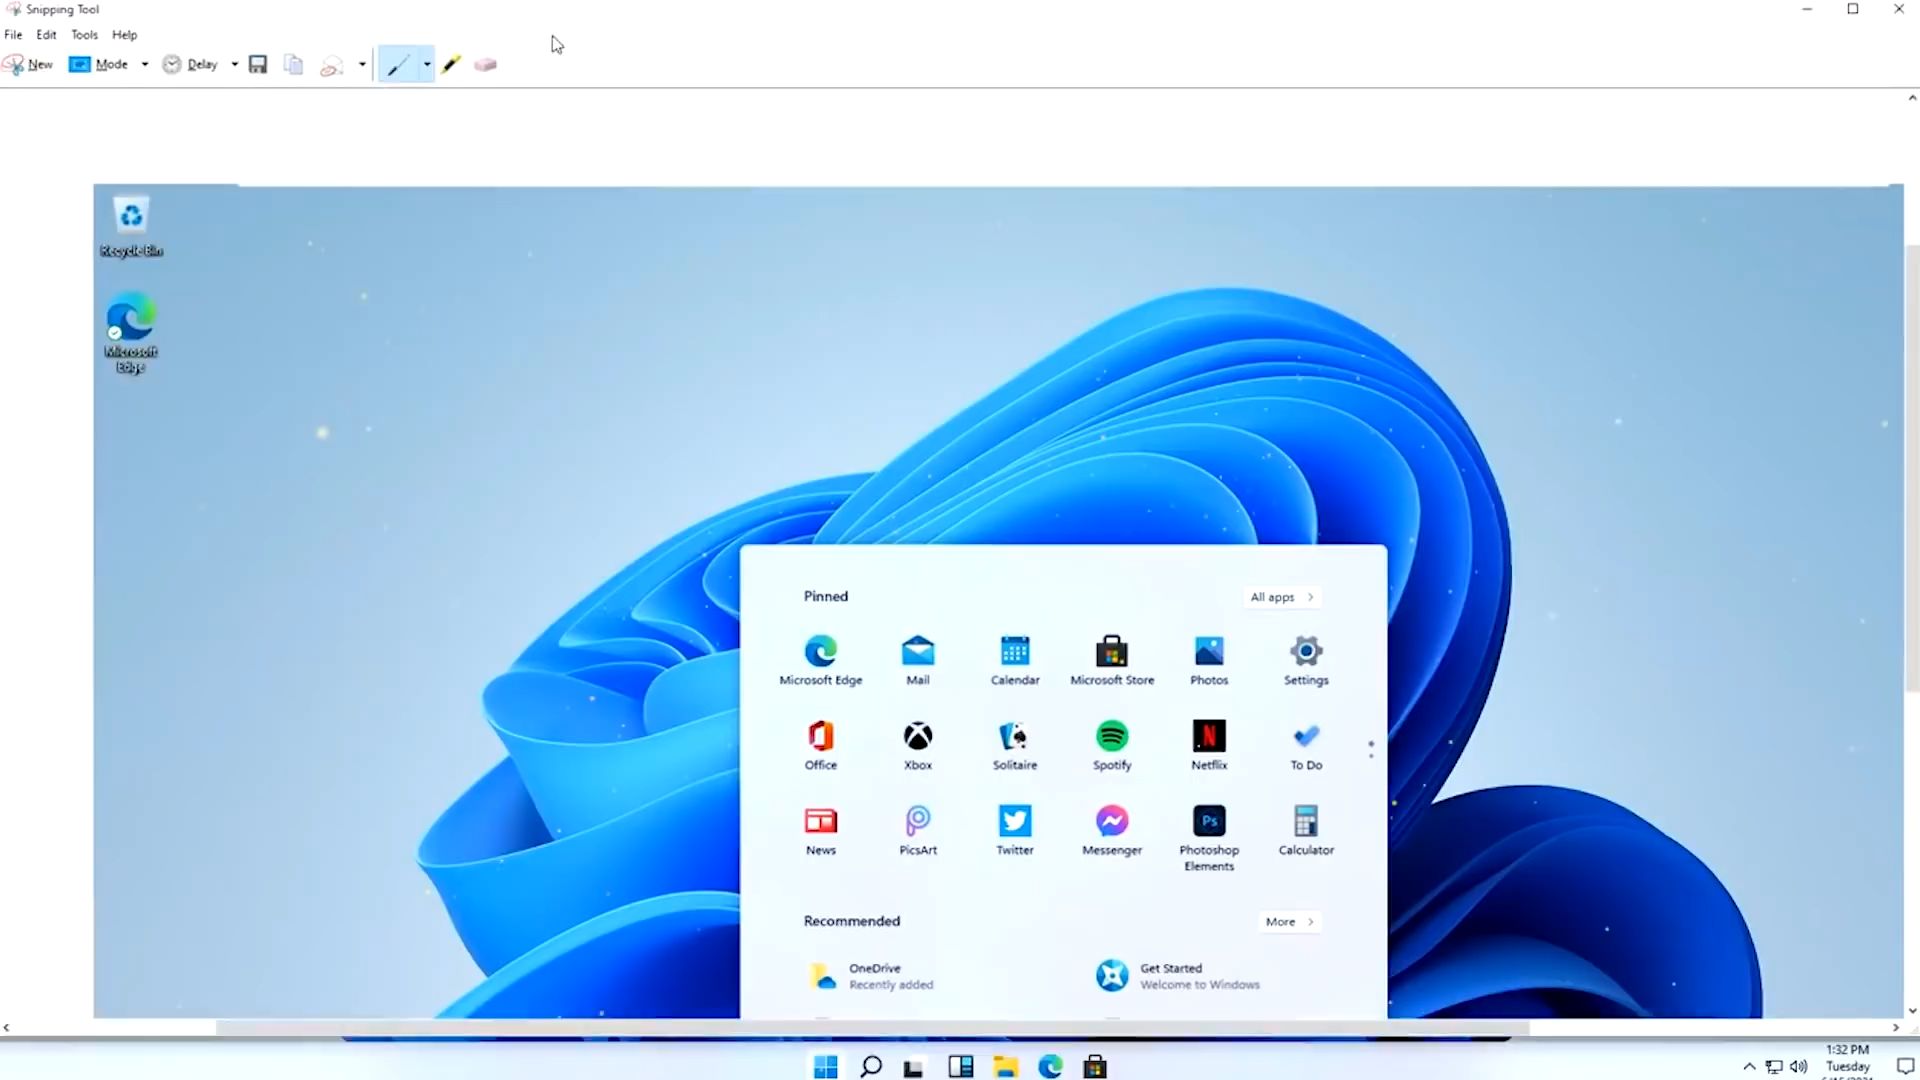 Snipping Tool
File Edit Tools Help
New Mode Delay
Recycle Bin
Microsoft
Edge
Pinned All apps
Microsoft Edge Mail Calendar Microsoft Store Photos Settings
Office Xbox Solitaire Spotify Netflix To Do
News PicsArt Twitter Messenger Photoshop Elements Calculator
Recommended More
OneDrive
Recently added
Get Started
Welcome to Windows
1:32 PM
Tuesday